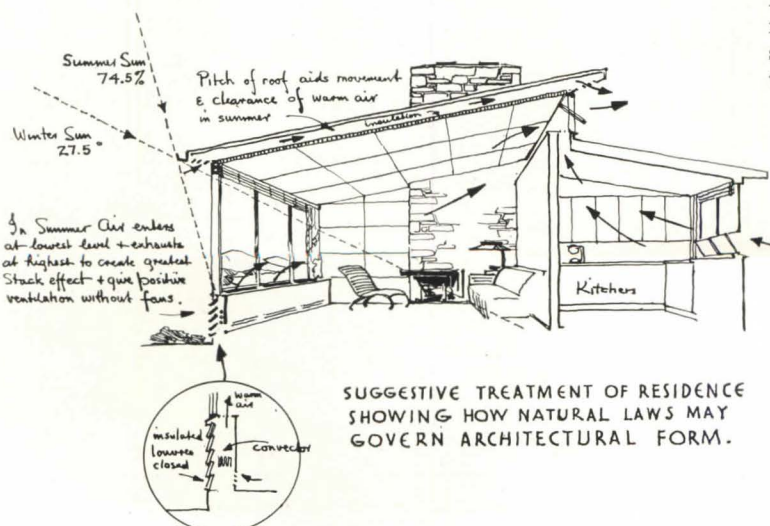 Summer Sun
74.5%
Winter Sun
27.5°
Pitch of roof aids movement
& clearance of warm air
in summer
insulation
In Summer Air enters
at lowest level + exhausts
at highest to create greatest
Stack effect + give positive
ventilation without fans.
Kitchens
warm
air
insulated
louvres
closed
convector
SUGGESTIVE TREATMENT OF RESIDENCE
SHOWING HOW NATURAL LAWS MAY
GOVERN ARCHITECTURAL FORM.